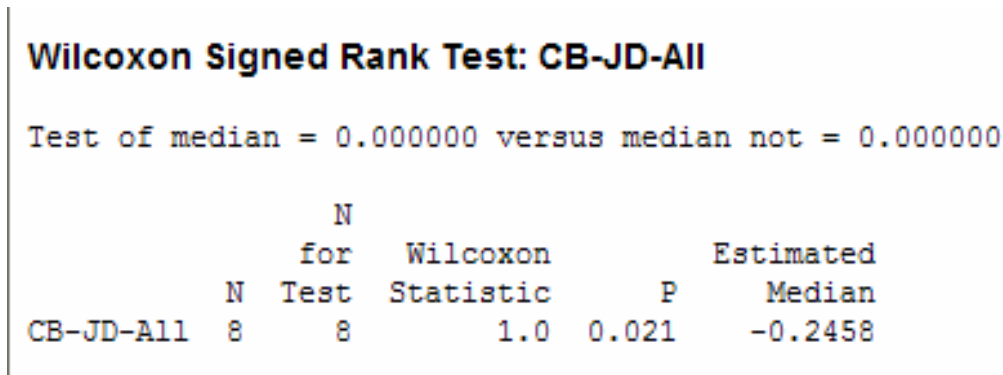 Wilcoxon Signed Rank Test: CB-JD-All
Test of median = 0.000000 versus median not = 0.000000
N
for Wilcoxon Estimated
N Test Statistic P Median
CB-JD-All 8 8 1.0 0.021 -0.2458